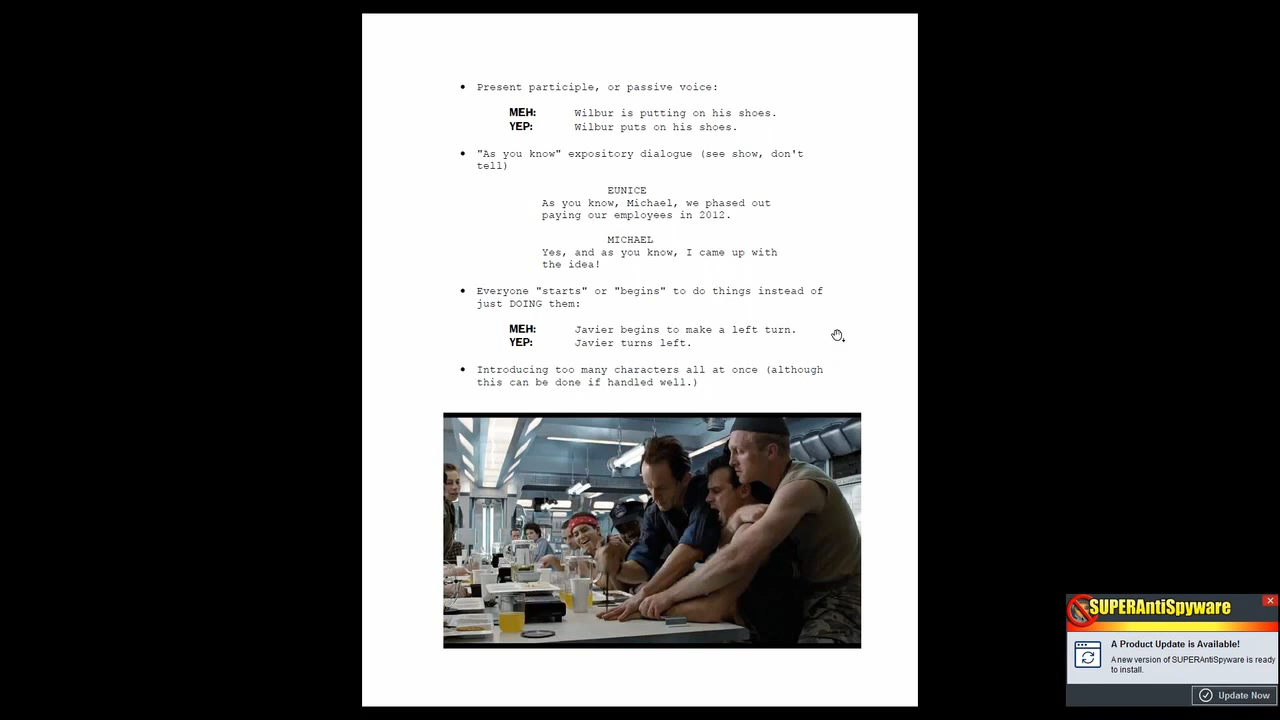 • Present participle, or passive voice:
MEH: Wilbur is putting on his shoes.
YEP: Wilbur puts on his shoes.
• "As you know" expository dialogue (see show, don't
tell)
EUNICE
As you know, Michael, we phased out
paying our employees in 2012.
MICHAEL
Yes, and as you know, I came up with
the idea!
• Everyone "starts" or "begins" to do things instead of
just DOING them:
MEH: Javier begins to make a left turn.
YEP: Javier turns left.
• Introducing too many characters all at once (although
this can be done if handled well.)
SUPERAntiSpyware
A Product Update is Available!
A new version of SUPERAntiSpyware is ready
to install.
Update Now